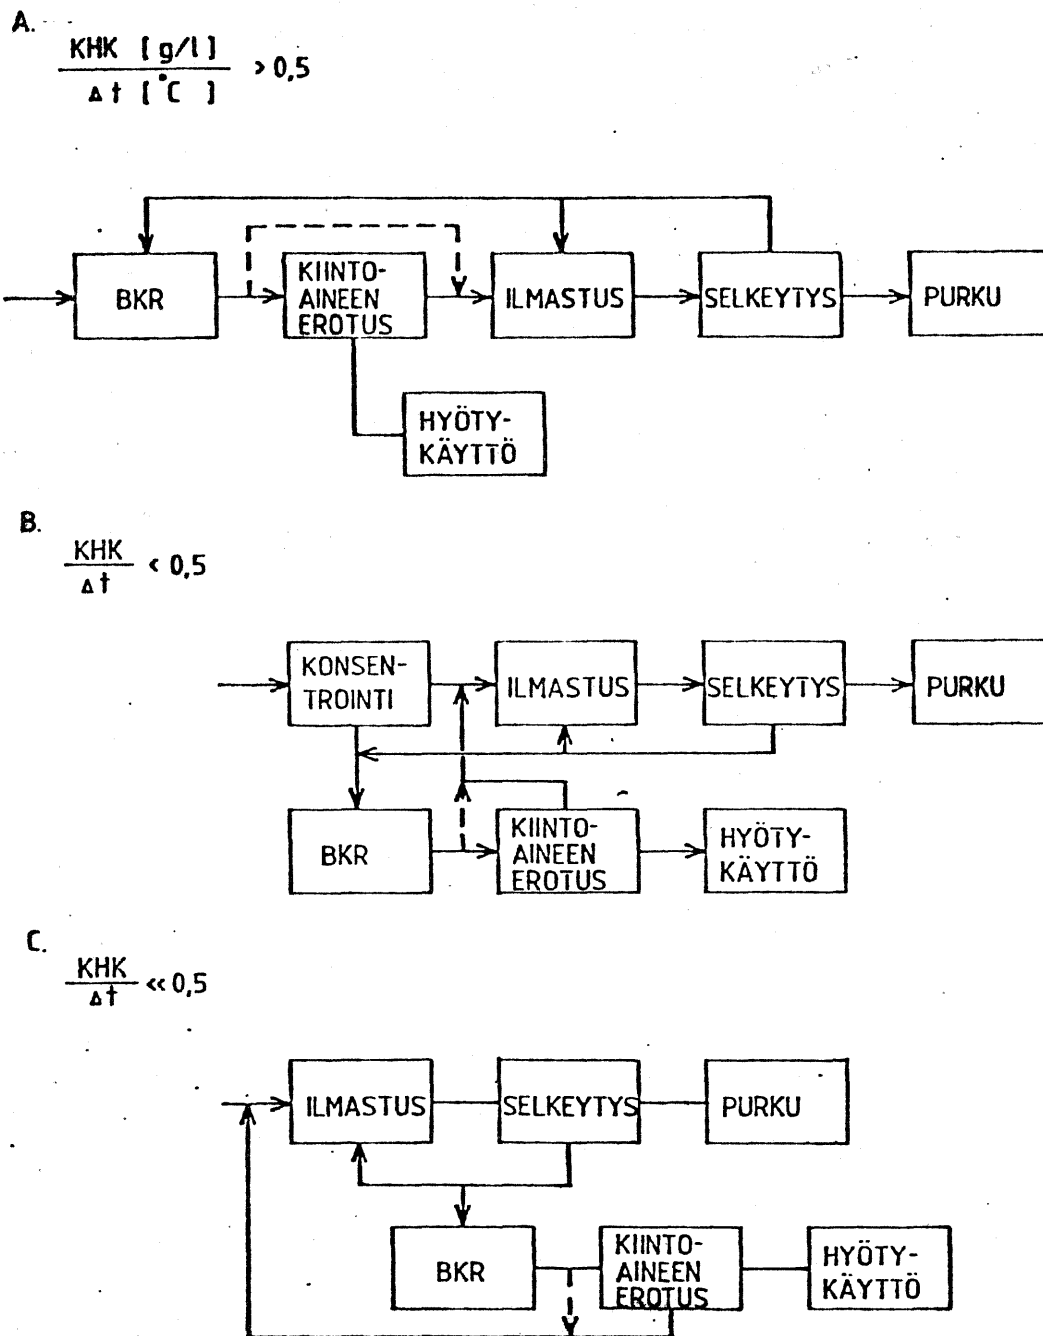 A.
KHK [g/l]
Δt [°C ]
> 0,5
BKR
KIINTO-
AINEEN
EROTUS
ILMASTUS
SELKEYTYS
PURKU
HYÖTY-
KÄYTTÖ
B.
KHK
Δt
< 0,5
KONSEN-
TROINTI
ILMASTUS
SELKEYTYS
PURKU
BKR
KIINTO-
AINEEN
EROTUS
HYÖTY-
KÄYTTÖ
C.
KHK
Δt
<< 0,5
ILMASTUS
SELKEYTYS
PURKU
BKR
KIINTO-
AINEEN
EROTUS
HYÖTY-
KÄYTTÖ